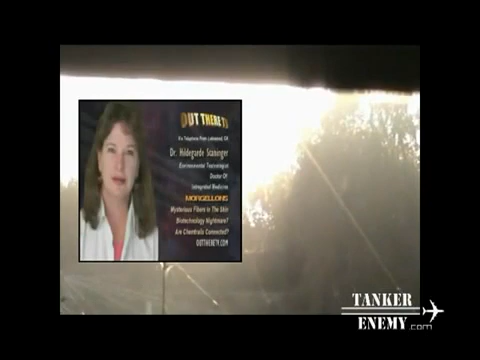 OUT THERE TV
Via Telephone From Lakewood, CA
Dr. Hildegarde Staninger
Environmental Toxicologist
Doctor Of
Intregrated Medicine
MORGELLONS
Mysterious Fibers In The Skin
Biotechnology Nightmare?
Are Chemtrails Connected?
OUTTHERETV.COM
TANKER
ENEMY.com